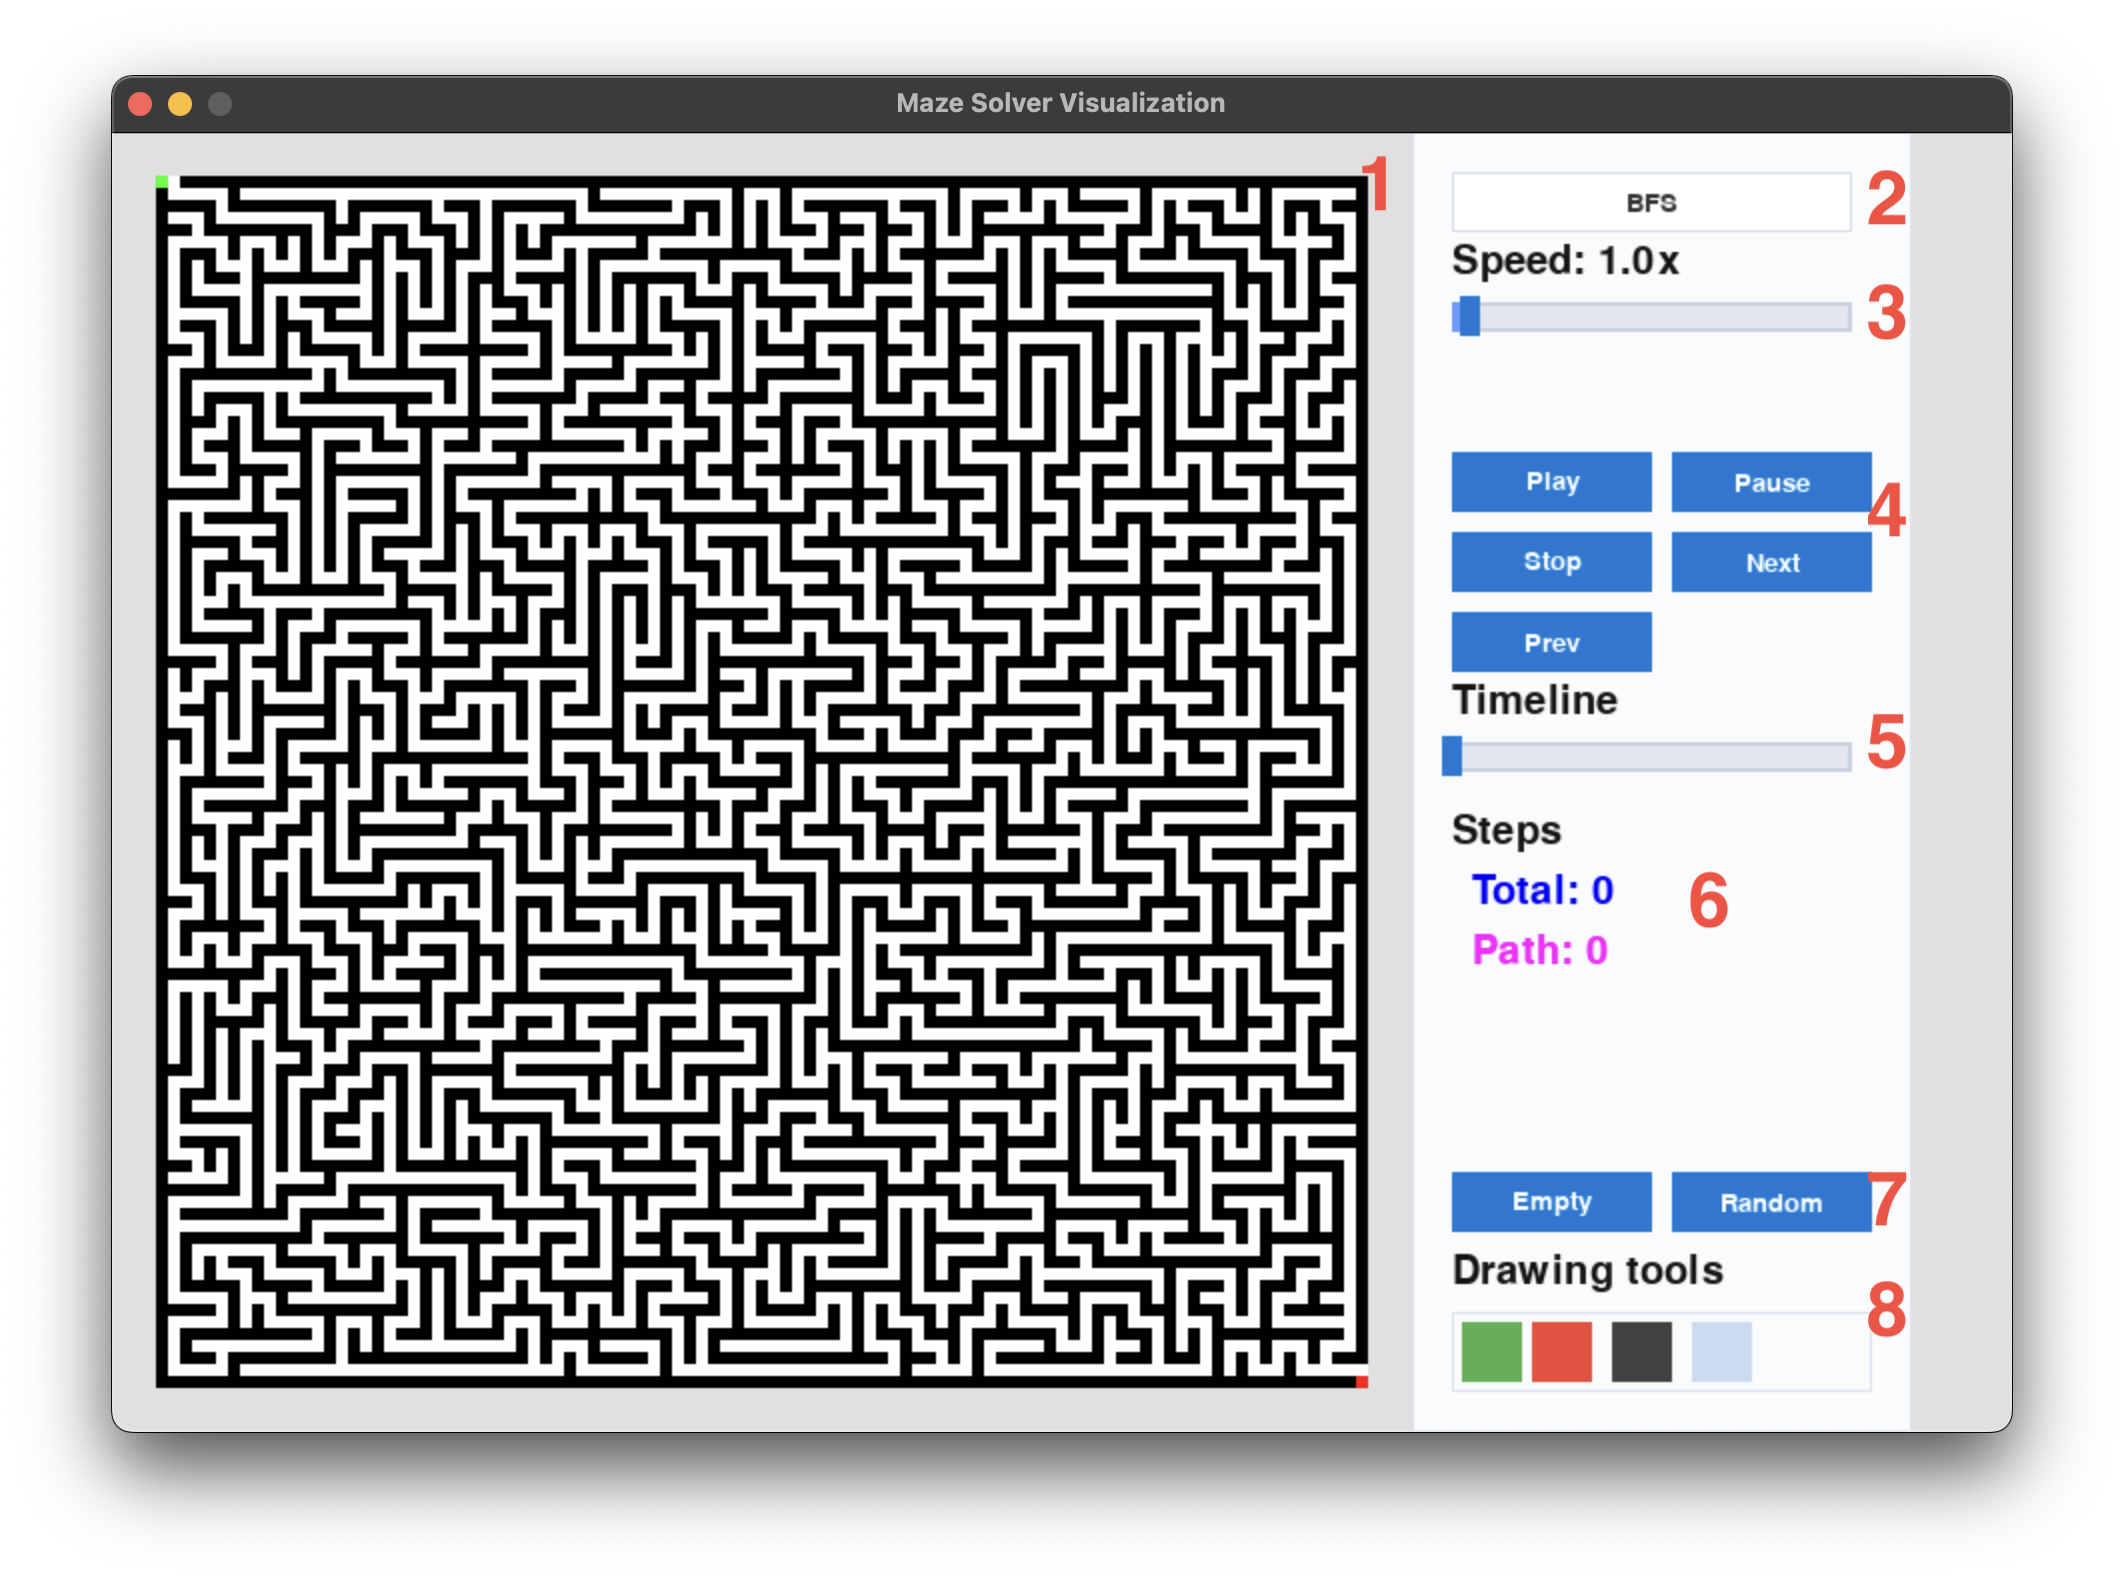 Maze Solver Visualization
1
BFS 2
Speed: 1.0x
3
Play Pause
4
Stop Next
Prev
Timeline
5
Steps
Total: 0 6
Path: 0
Empty Random 7
Drawing tools
8